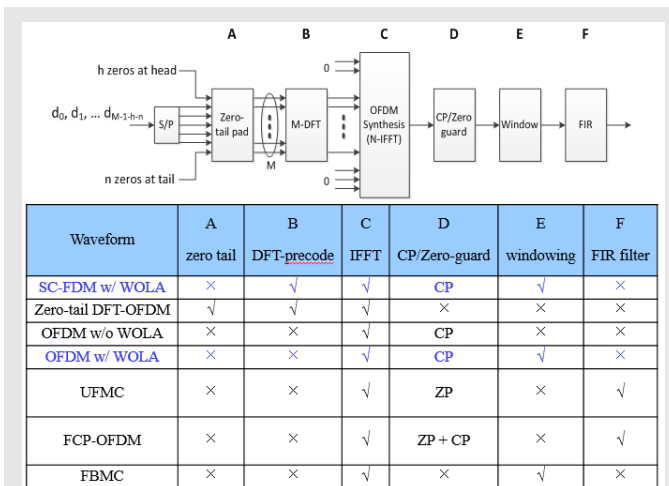 A B C D E F
h zeros at head
0
d0, d1, ... dM-1-h-n
S/P
Zero-
tail pad
M
M-DFT
OFDM
Synthesis
(N-IFFT)
CP/Zero
guard
Window
FIR
n zeros at tail
0
Waveform
A B C D E F
zero tail DFT-precode IFFT CP/Zero-guard windowing FIR filter
SC-FDM w/ WOLA × √ √ CP √ ×
Zero-tail DFT-OFDM √ √ √ × × ×
OFDM w/o WOLA × × √ CP × ×
OFDM w/ WOLA × × √ CP √ ×
UFMC × × √ ZP × √
FCP-OFDM × × √ ZP + CP × √
FBMC × × √ × √ ×